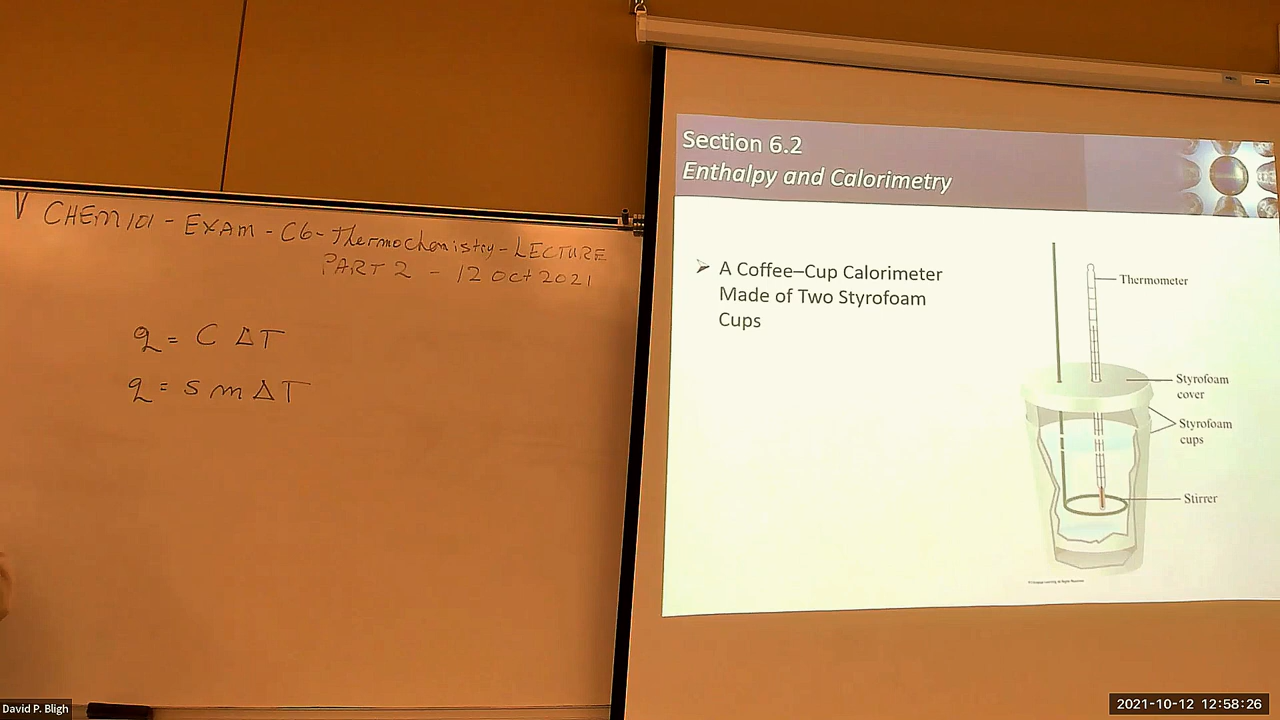 V CHEM 101 - EXAM - C6 - Thermochemistry - LECTURE
PART 2 - 12 Oct 2021
q = C ΔT
q = s m ΔT
Section 6.2
Enthalpy and Calorimetry
➢ A Coffee–Cup Calorimeter
Made of Two Styrofoam
Cups
Thermometer
Styrofoam
cover
Styrofoam
cups
Stirrer
David P. Bligh
2021-10-12 12:58:26